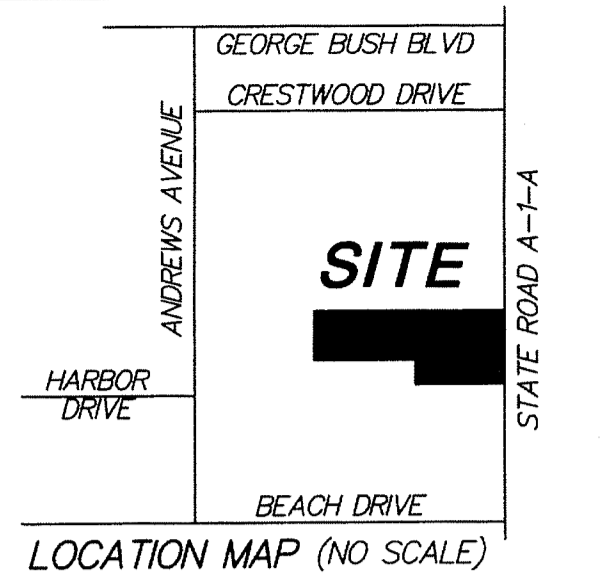 GEORGE BUSH BLVD
CRESTWOOD DRIVE
ANDREWS AVENUE
STATE ROAD A-1-A
SITE
HARBOR
DRIVE
BEACH DRIVE
LOCATION MAP (NO SCALE)